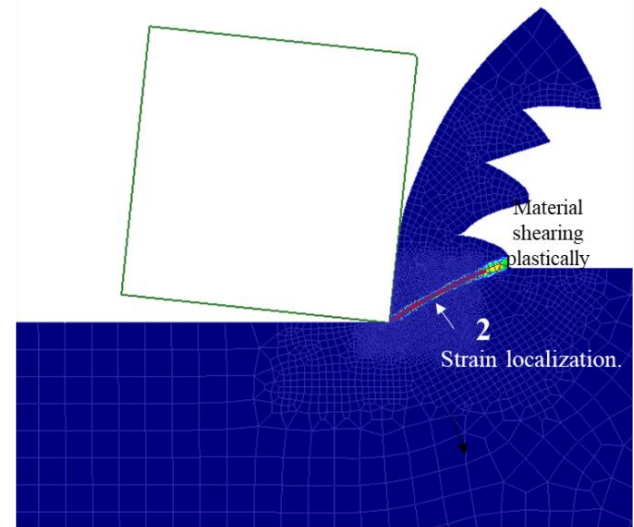 Material
shearing
plastically
2
Strain localization.